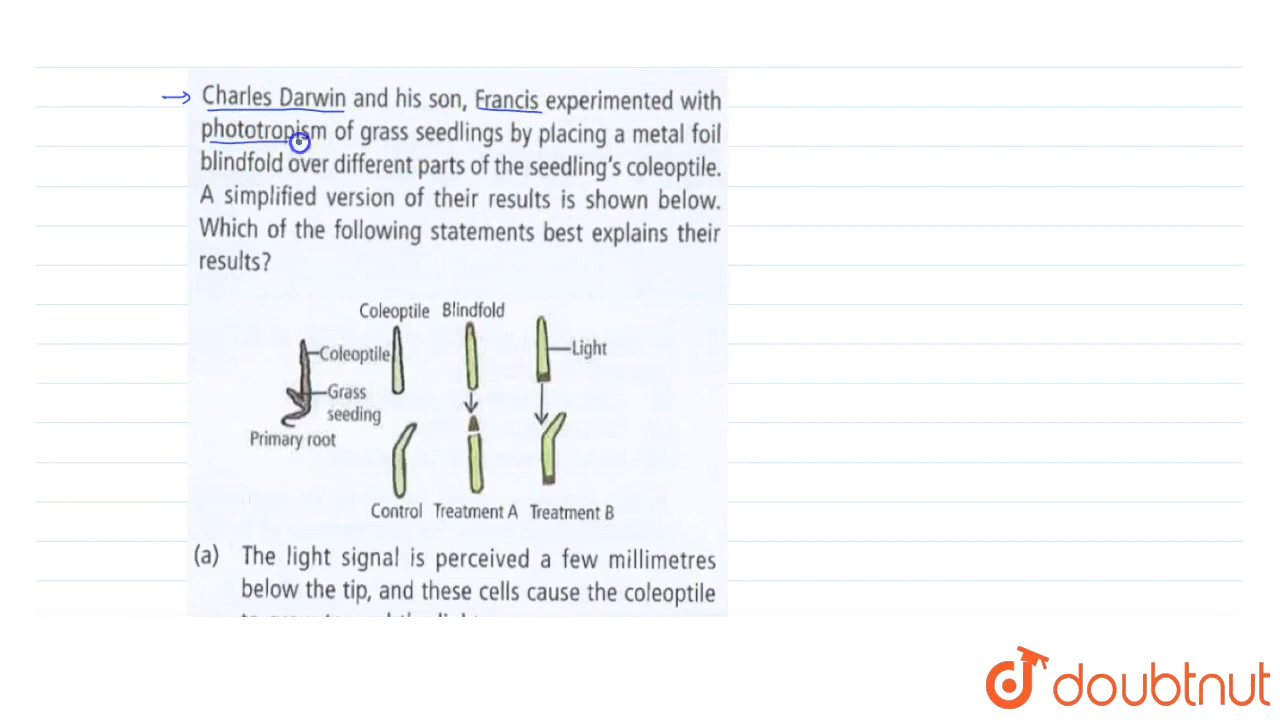 Charles Darwin and his son, Francis experimented with
phototropism of grass seedlings by placing a metal foil
blindfold over different parts of the seedling's coleoptile.
A simplified version of their results is shown below.
Which of the following statements best explains their
results?
Coleoptile Blindfold
Coleoptile
Light
Grass
seeding
Primary root
Control Treatment A Treatment B
(a) The light signal is perceived a few millimetres
below the tip, and these cells cause the coleoptile
doubtnut